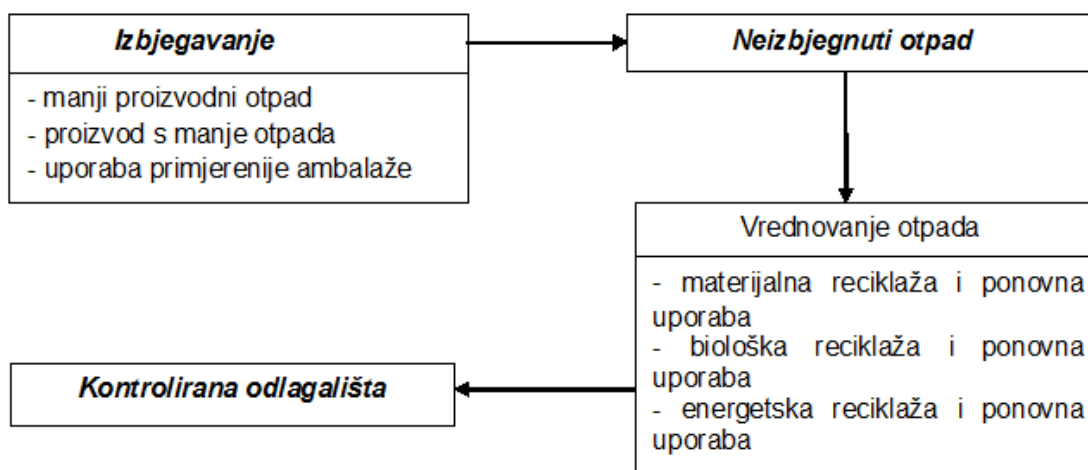 Izbjegavanje
- manji proizvodni otpad
- proizvod s manje otpada
- uporaba primjerenije ambalaže
Neizbjegnuti otpad
Vrednovanje otpada
- materijalna reciklaža i ponovna
uporaba
- biološka reciklaža i ponovna
uporaba
- energetska reciklaža i ponovna
uporaba
Kontrolirana odlagališta